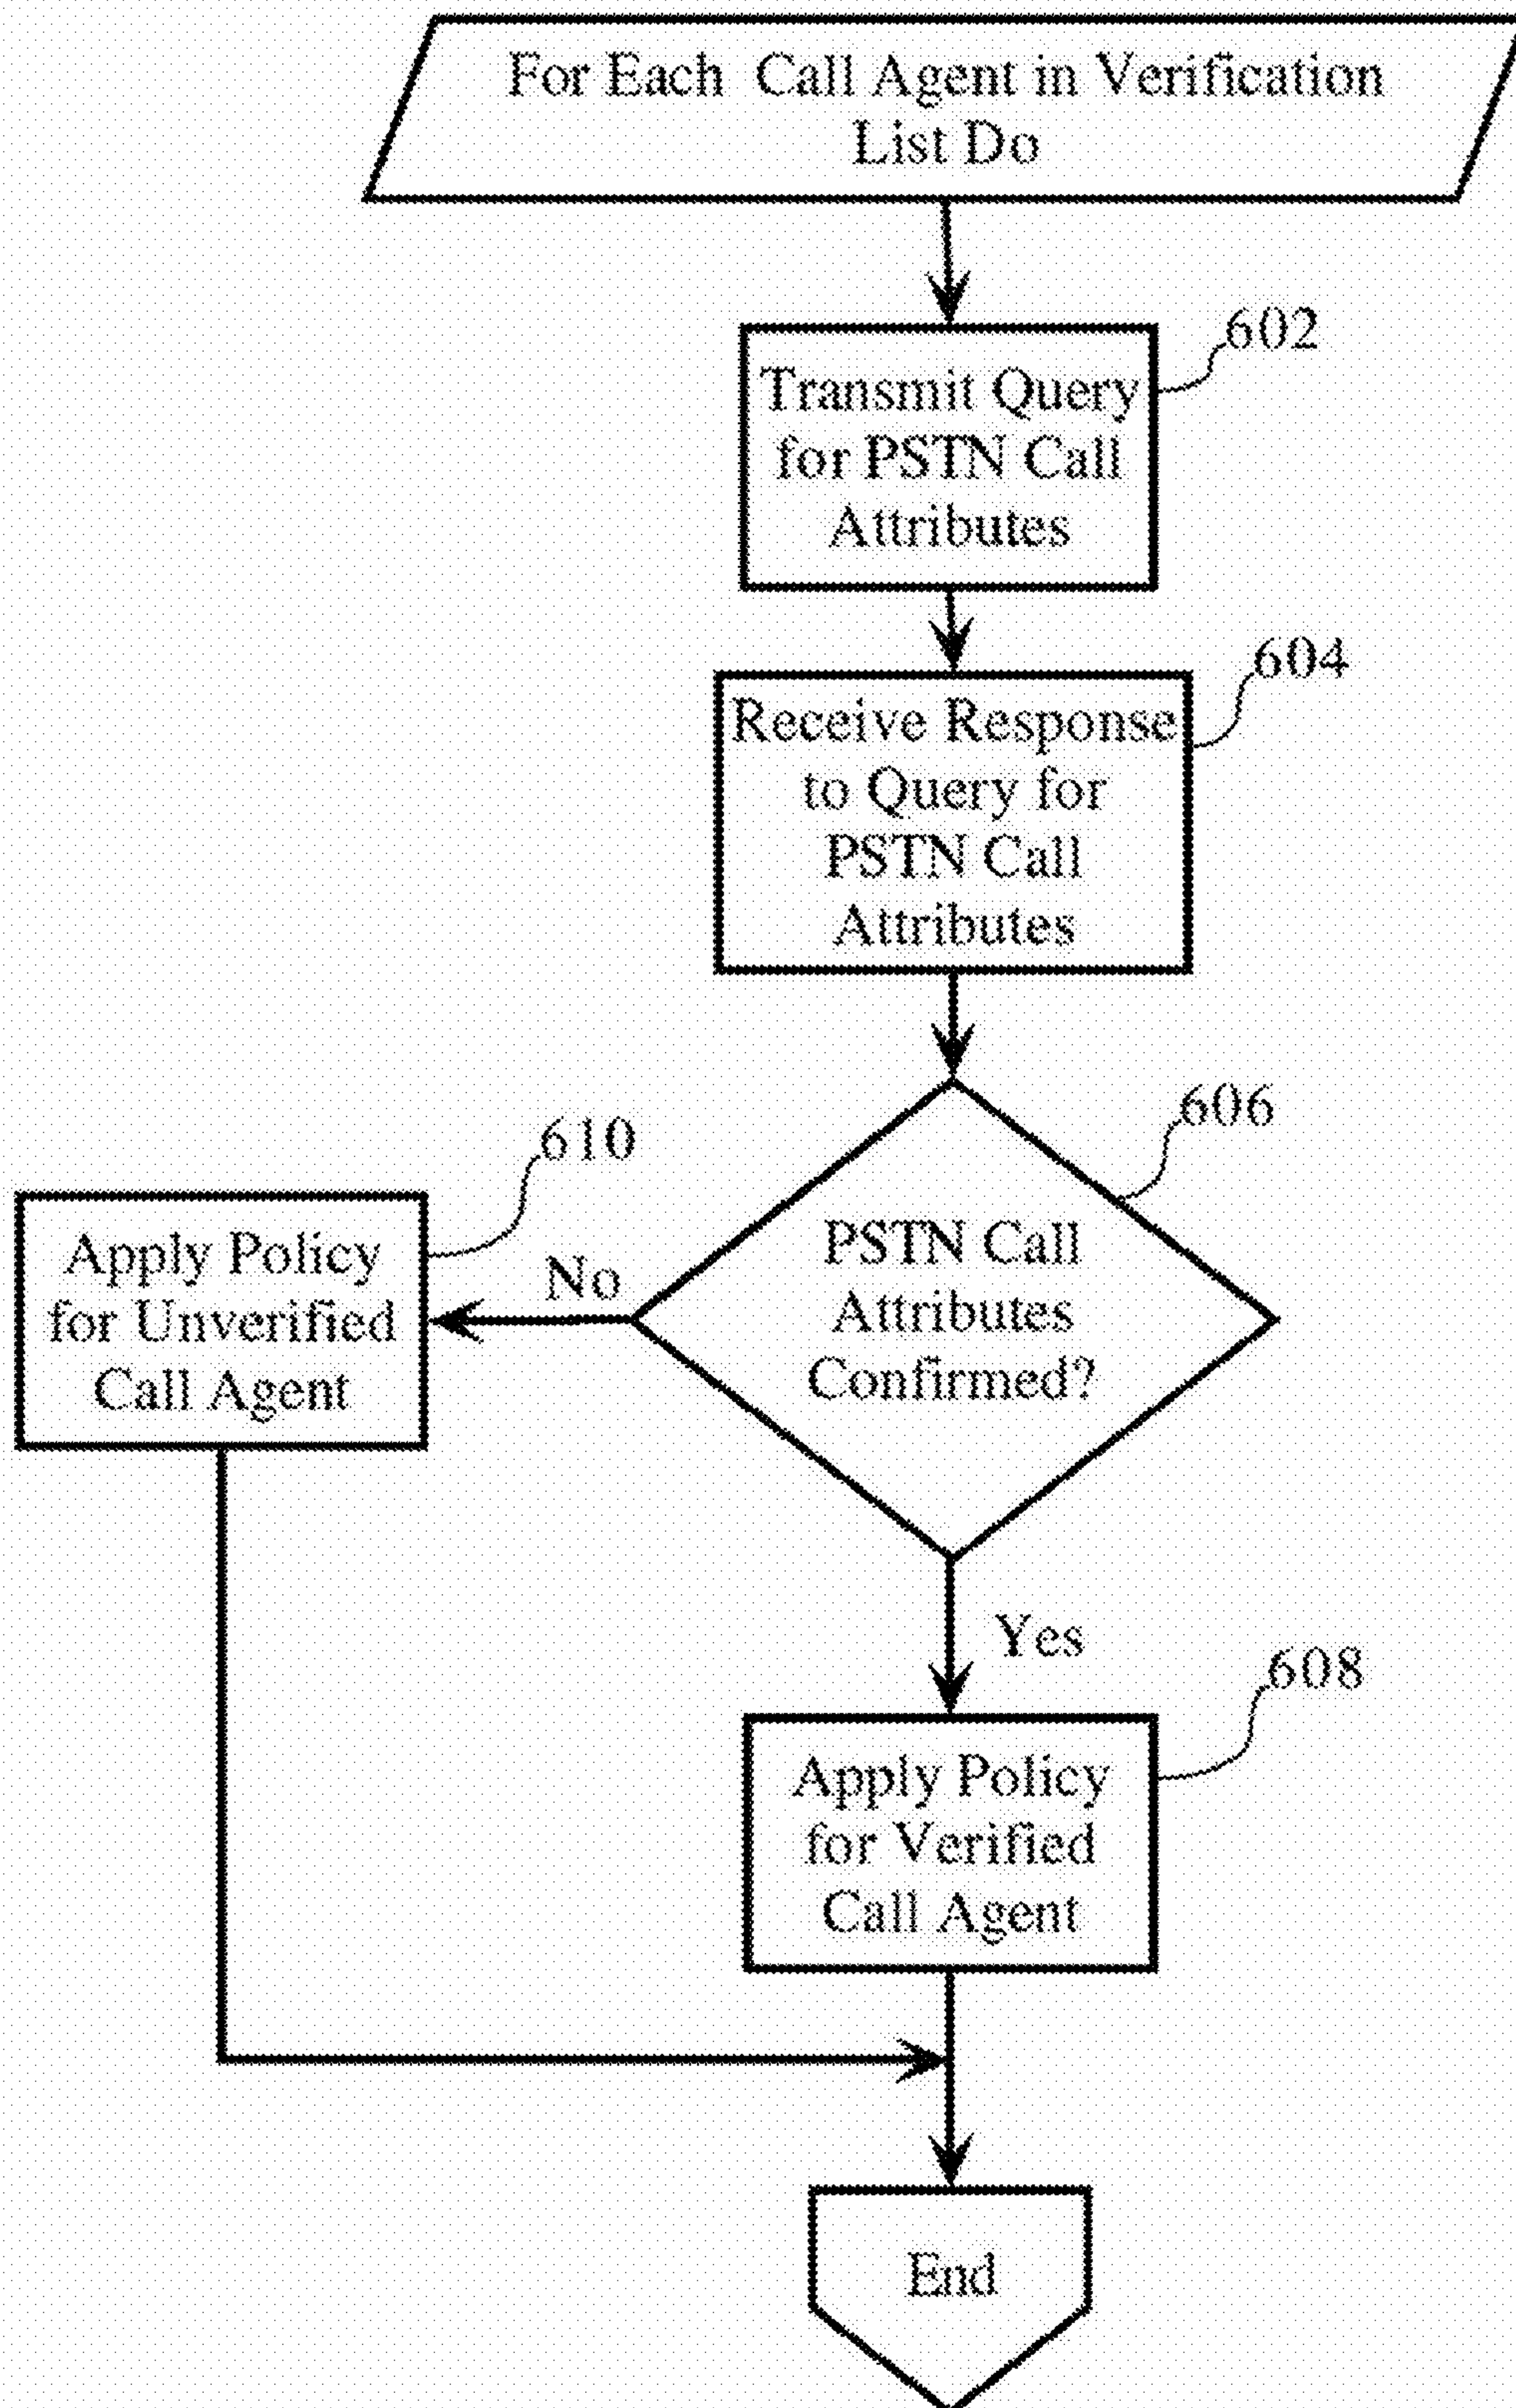 For Each Call Agent in Verification
List Do
602
Transmit Query
for PSTN Call
Attributes
604
Receive Response
to Query for
PSTN Call
Attributes
606
PSTN Call
Attributes
Confirmed?
610
No
Apply Policy
for Unverified
Call Agent
Yes
608
Apply Policy
for Verified
Call Agent
End